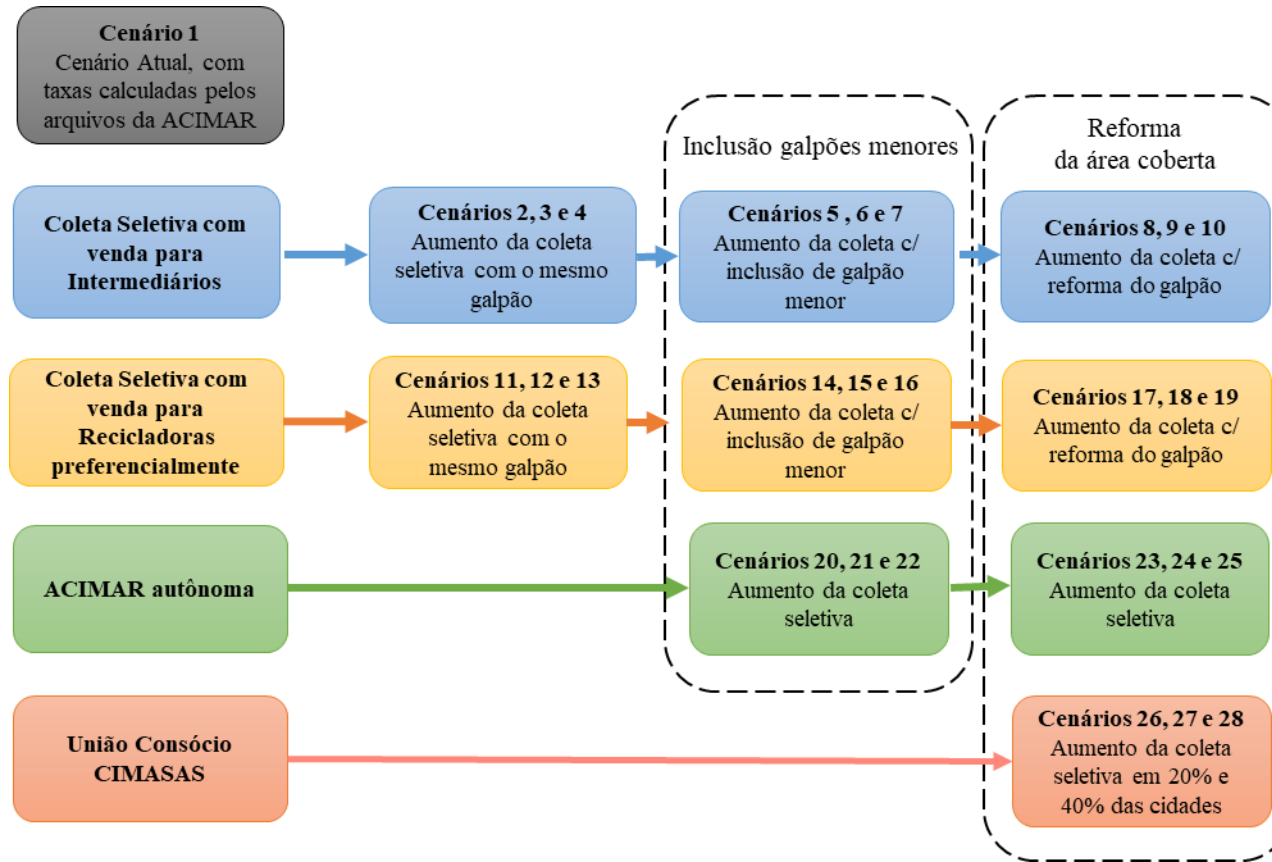 Cenário 1
Cenário Atual, com
taxas calculadas pelos
arquivos da ACIMAR
Inclusão galpões menores
Reforma
da área coberta
Coleta Seletiva com
venda para
Intermediários
Cenários 2, 3 e 4
Aumento da coleta
seletiva com o mesmo
galpão
Cenários 5 , 6 e 7
Aumento da coleta c/
inclusão de galpão
menor
Cenários 8, 9 e 10
Aumento da coleta c/
reforma do galpão
Coleta Seletiva com
venda para
Recicladoras
preferencialmente
Cenários 11, 12 e 13
Aumento da coleta
seletiva com o
mesmo galpão
Cenários 14, 15 e 16
Aumento da coleta c/
inclusão de galpão
menor
Cenários 17, 18 e 19
Aumento da coleta c/
reforma do galpão
ACIMAR autônoma
Cenários 20, 21 e 22
Aumento da coleta
seletiva
Cenários 23, 24 e 25
Aumento da coleta
seletiva
União Consócio
CIMASAS
Cenários 26, 27 e 28
Aumento da coleta
seletiva em 20% e
40% das cidades